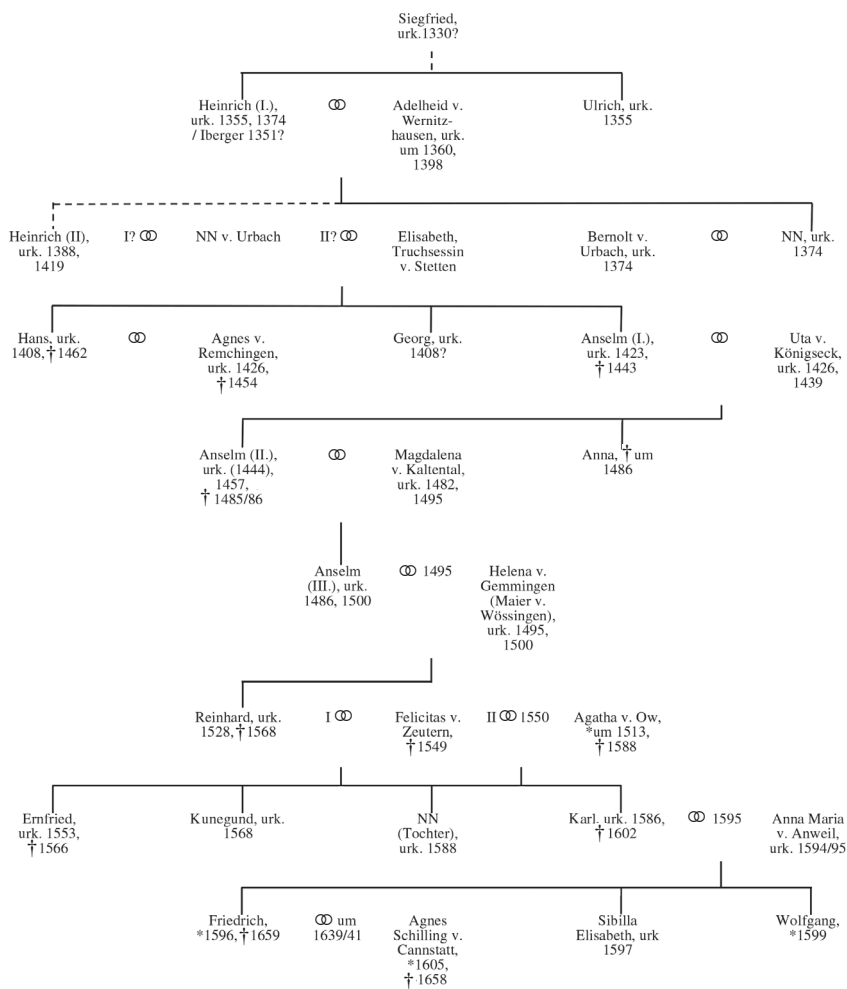 Siegfried,
urk.1330?
Heinrich (I.),
urk. 1355, 1374
/ Iberger 1351?
⚭
Adelheid v.
Wernitz-
hausen, urk.
um 1360,
1398
Ulrich, urk.
1355
Heinrich (II),
urk. 1388,
1419
I? ⚭
NN v. Urbach
II? ⚭
Elisabeth,
Truchsessin
v. Stetten
Bernolt v.
Urbach, urk.
1374
⚭
NN, urk.
1374
Hans, urk.
1408, † 1462
⚭
Agnes v.
Remchingen,
urk. 1426,
† 1454
Georg, urk.
1408?
Anselm (I.),
urk. 1423,
† 1443
⚭
Uta v.
Königseck,
urk. 1426,
1439
Anselm (II.),
urk. (1444),
1457,
† 1485/86
⚭
Magdalena
v. Kaltental,
urk. 1482,
1495
Anna, † um
1486
Anselm
(III.), urk.
1486, 1500
⚭ 1495
Helena v.
Gemmingen
(Maier v.
Wössingen),
urk. 1495,
1500
Reinhard, urk.
1528, † 1568
I ⚭
Felicitas v.
Zeutern,
† 1549
II ⚭ 1550
Agatha v. Ow,
*um 1513,
† 1588
Ernfried,
urk. 1553,
† 1566
Kunegund, urk.
1568
NN
(Tochter),
urk. 1588
Karl. urk. 1586,
† 1602
⚭ 1595
Anna Maria
v. Anweil,
urk. 1594/95
Friedrich,
*1596, † 1659
⚭ um
1639/41
Agnes
Schilling v.
Cannstatt,
*1605,
† 1658
Sibilla
Elisabeth, urk
1597
Wolfgang,
*1599